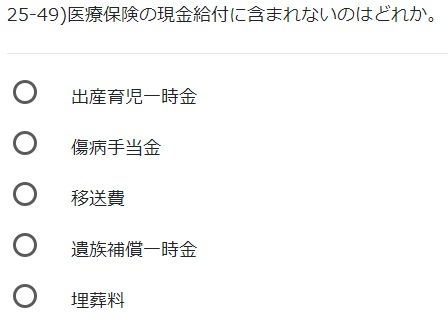 25-49)医療保険の現金給付に含まれないのはどれか。
出産育児一時金
傷病手当金
移送費
遺族補償一時金
埋葬料